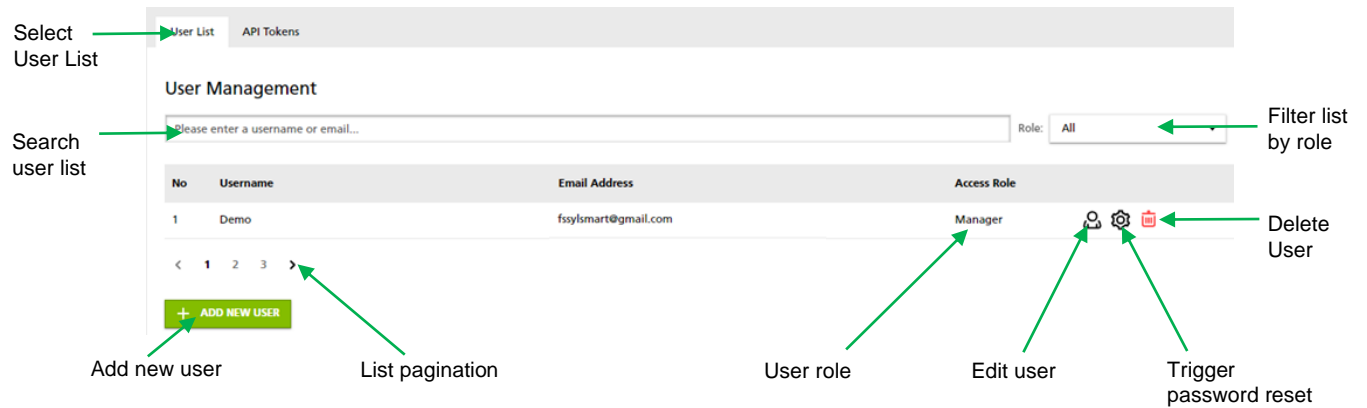 Select
User List
User List API Tokens
User Management
Search
user list
Please enter a username or email...
Role: All
Filter list
by role
No Username Email Address Access Role
1 Demo fssylsmart@gmail.com Manager
Delete
User
< 1 2 3 >
+ ADD NEW USER
Add new user
List pagination
User role
Edit user
Trigger
password reset